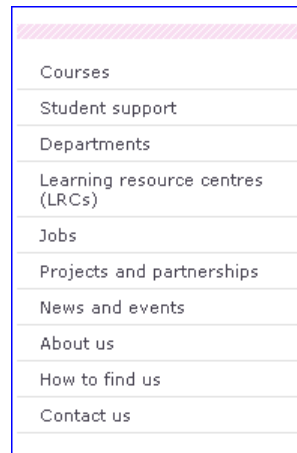 Courses
Student support
Departments
Learning resource centres
(LRCs)
Jobs
Projects and partnerships
News and events
About us
How to find us
Contact us